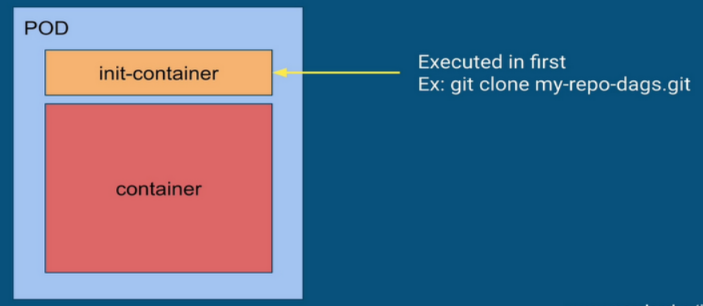 POD
init-container
Executed in first
Ex: git clone my-repo-dags.git
container